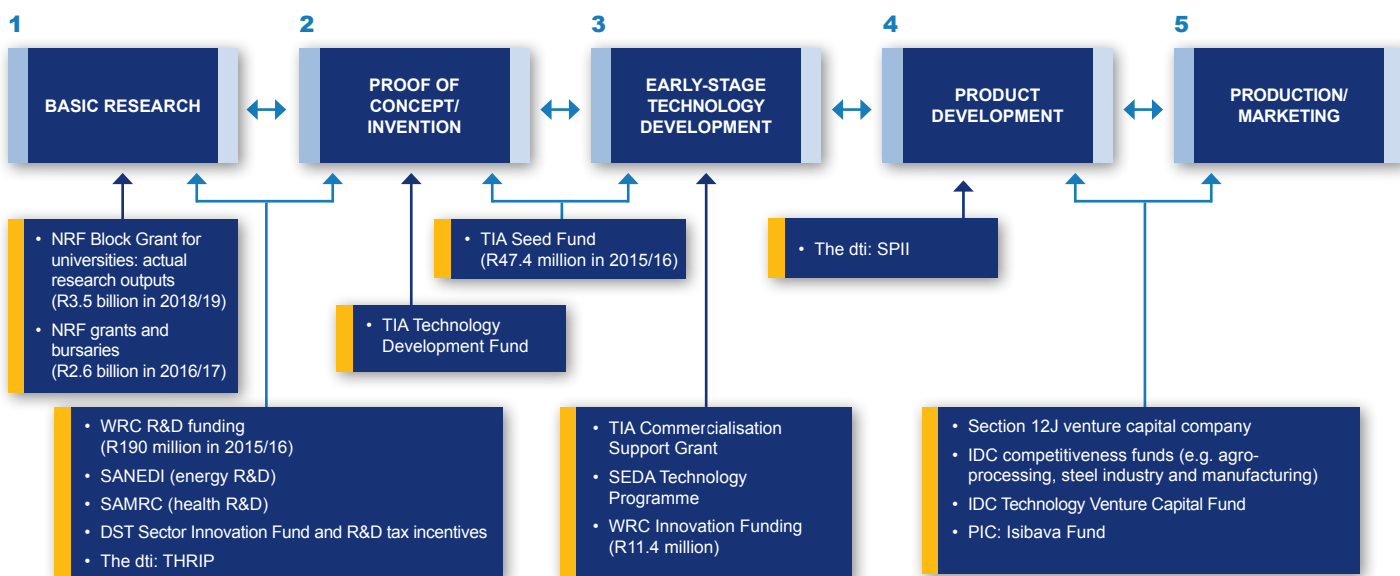 1
2
3
4
5
BASIC RESEARCH
PROOF OF
CONCEPT/
INVENTION
EARLY-STAGE
TECHNOLOGY
DEVELOPMENT
PRODUCT
DEVELOPMENT
PRODUCTION/
MARKETING
• NRF Block Grant for
universities: actual
research outputs
(R3.5 billion in 2018/19)
• NRF grants and
bursaries
(R2.6 billion in 2016/17)
• TIA Seed Fund
(R47.4 million in 2015/16)
• The dti: SPII
• TIA Technology
Development Fund
• WRC R&D funding
(R190 million in 2015/16)
• SANEDI (energy R&D)
• SAMRC (health R&D)
• DST Sector Innovation Fund and R&D tax incentives
• The dti: THRIP
• TIA Commercialisation
Support Grant
• SEDA Technology
Programme
• WRC Innovation Funding
(R11.4 million)
• Section 12J venture capital company
• IDC competitiveness funds (e.g. agro-
processing, steel industry and manufacturing)
• IDC Technology Venture Capital Fund
• PIC: Isibava Fund